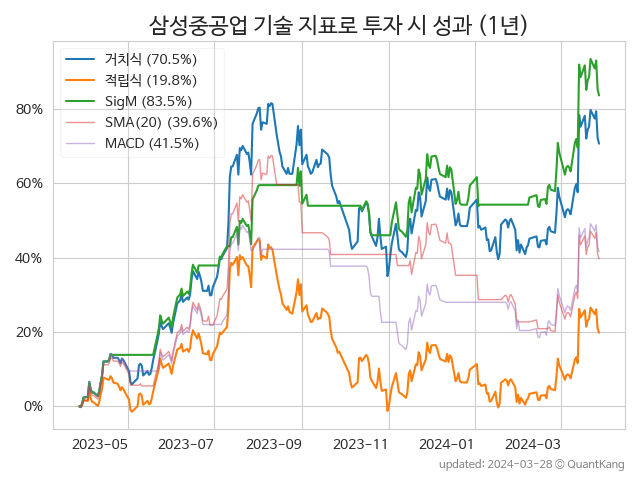 삼성중공업 기술 지표로 투자 시 성과 (1년)
거치식 (70.5%)
적립식 (19.8%)
SigM (83.5%)
SMA(20) (39.6%)
MACD (41.5%)
80%
60%
40%
20%
0%
2023-05 2023-07 2023-09 2023-11 2024-01 2024-03
updated: 2024-03-28 © QuantKang